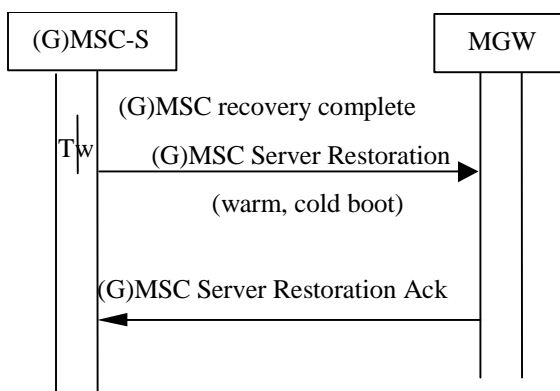 (G)MSC-S
MGW
(G)MSC recovery complete
Tw
(G)MSC Server Restoration
(warm, cold boot)
(G)MSC Server Restoration Ack